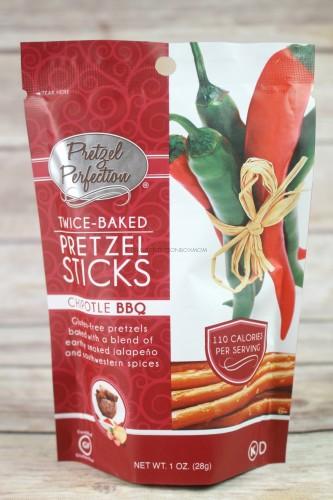 TEAR HERE
Pretzel
Perfection®
TWICE-BAKED
PRETZEL
STICKS
CHIPOTLE BBQ
Gluten-free pretzels
baked with a blend of
earthy smoked jalapeño
and southwestern spices
110 CALORIES
PER SERVING
GF
K D
NET WT. 1 OZ. (28g)